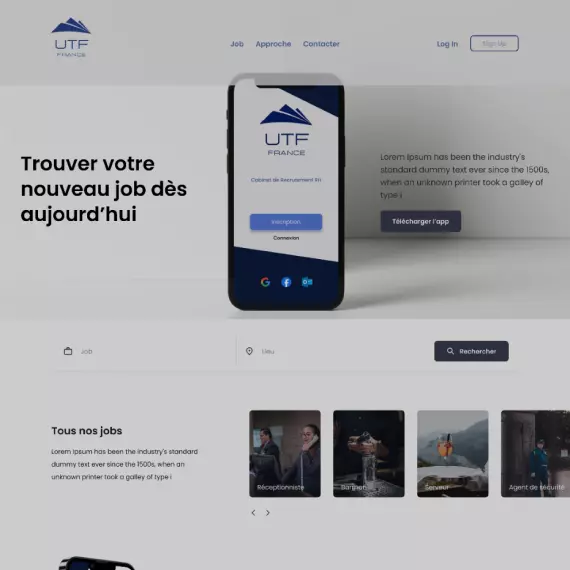 UTF
FRANCE
Job Approche Contacter
Log In Sign Up
UTF
FRANCE
Cabinet de Recrutement RH
Inscription
Connexion
Trouver votre
nouveau job dès
aujourd'hui
Lorem Ipsum has been the industry's
standard dummy text ever since the 1500s,
when an unknown printer took a galley of
type i
Télécharger l'app
Job
Lieu
Rechercher
Tous nos jobs
Lorem Ipsum has been the industry's standard
dummy text ever since the 1500s, when an
unknown printer took a galley of type i
Réceptionniste
Barman
Serveur
Agent de sécurité